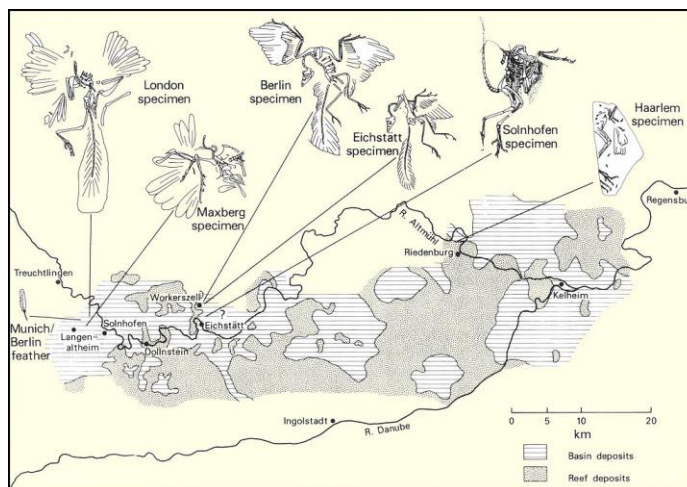 London
specimen
Berlin
specimen
Maxberg
specimen
Eichstatt
specimen
Solnhofen
specimen
Haarlem
specimen
R. Altmühl
Regensbu
Riedenburg
Kelheim
Treuchtlingen
Workerszell
?
Eichstätt
Munich/
Berlin
feather
Solnhofen
Langen-
altheim
Dollnstein
Ingolstadt
R. Danube
0 5 10 20
km
Basin deposits
Reef deposits